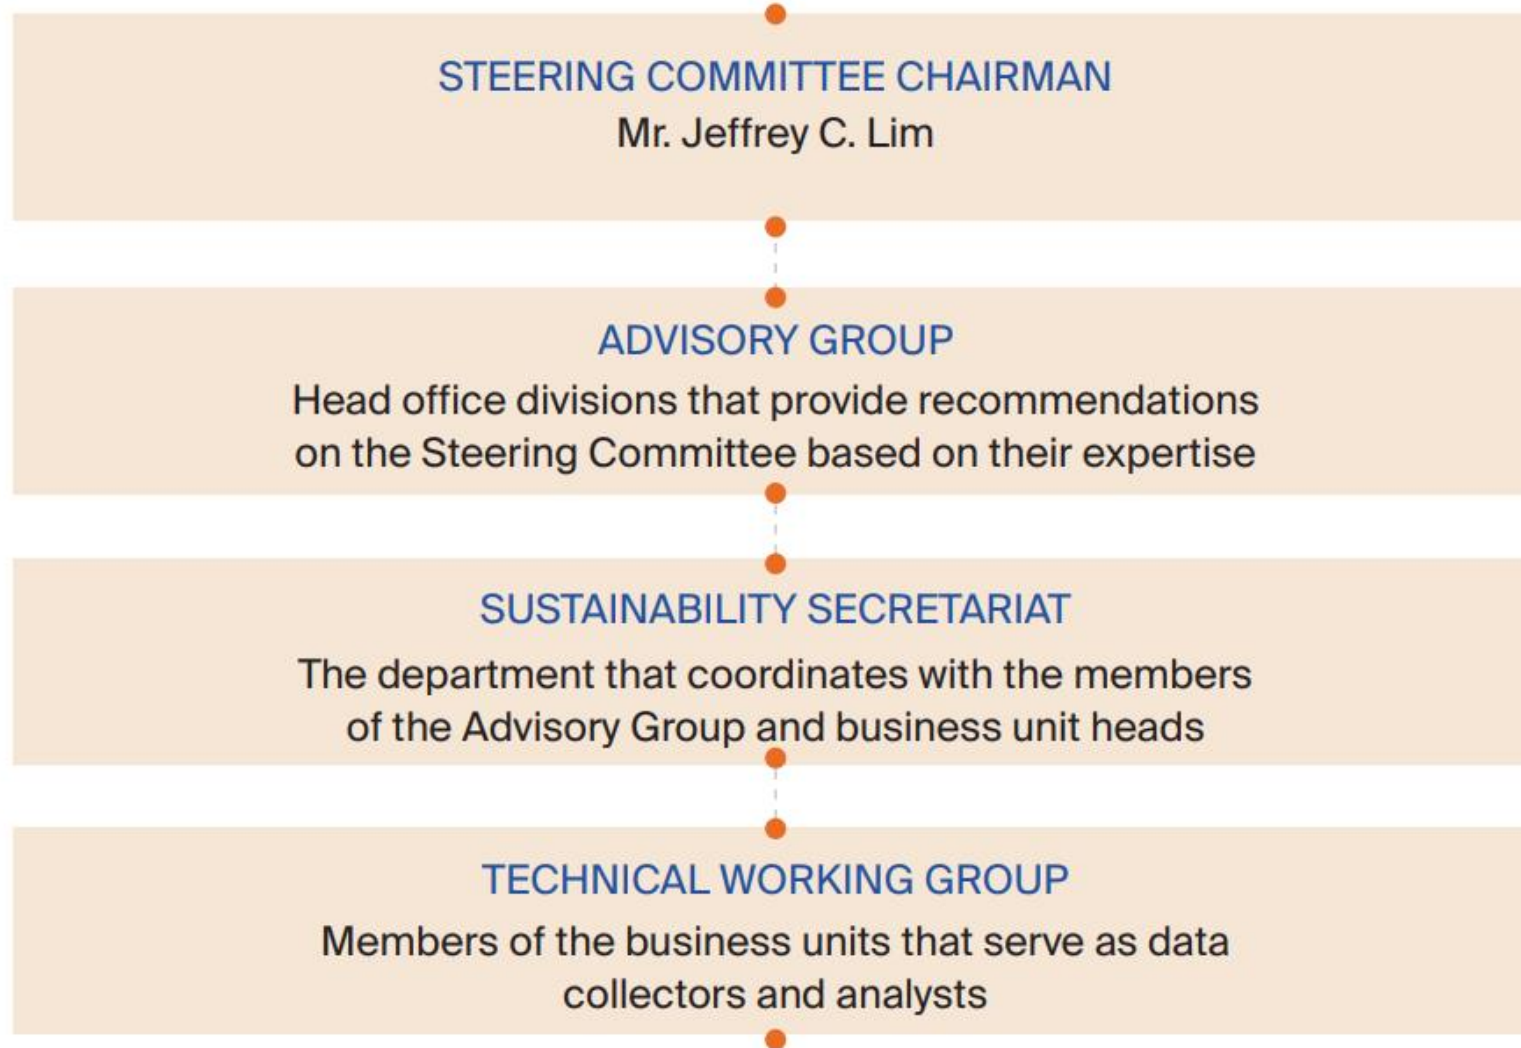 STEERING COMMITTEE CHAIRMAN
Mr. Jeffrey C. Lim
ADVISORY GROUP
Head office divisions that provide recommendations
on the Steering Committee based on their expertise
SUSTAINABILITY SECRETARIAT
The department that coordinates with the members
of the Advisory Group and business unit heads
TECHNICAL WORKING GROUP
Members of the business units that serve as data
collectors and analysts